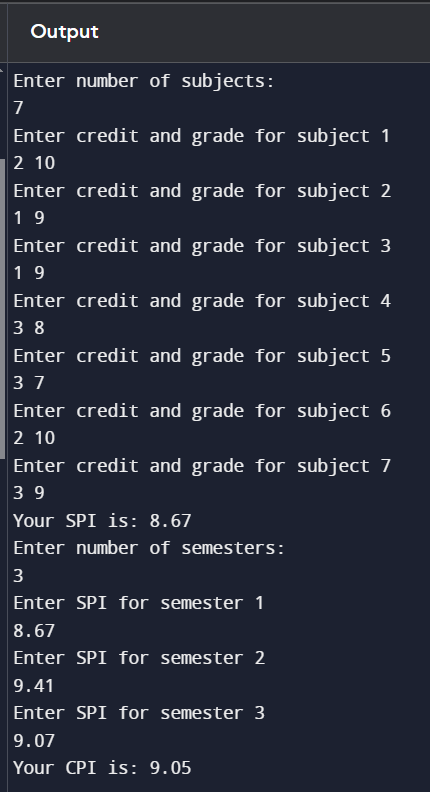 Output
Enter number of subjects:
7
Enter credit and grade for subject 1
2 10
Enter credit and grade for subject 2
1 9
Enter credit and grade for subject 3
1 9
Enter credit and grade for subject 4
3 8
Enter credit and grade for subject 5
3 7
Enter credit and grade for subject 6
2 10
Enter credit and grade for subject 7
3 9
Your SPI is: 8.67
Enter number of semesters:
3
Enter SPI for semester 1
8.67
Enter SPI for semester 2
9.41
Enter SPI for semester 3
9.07
Your CPI is: 9.05